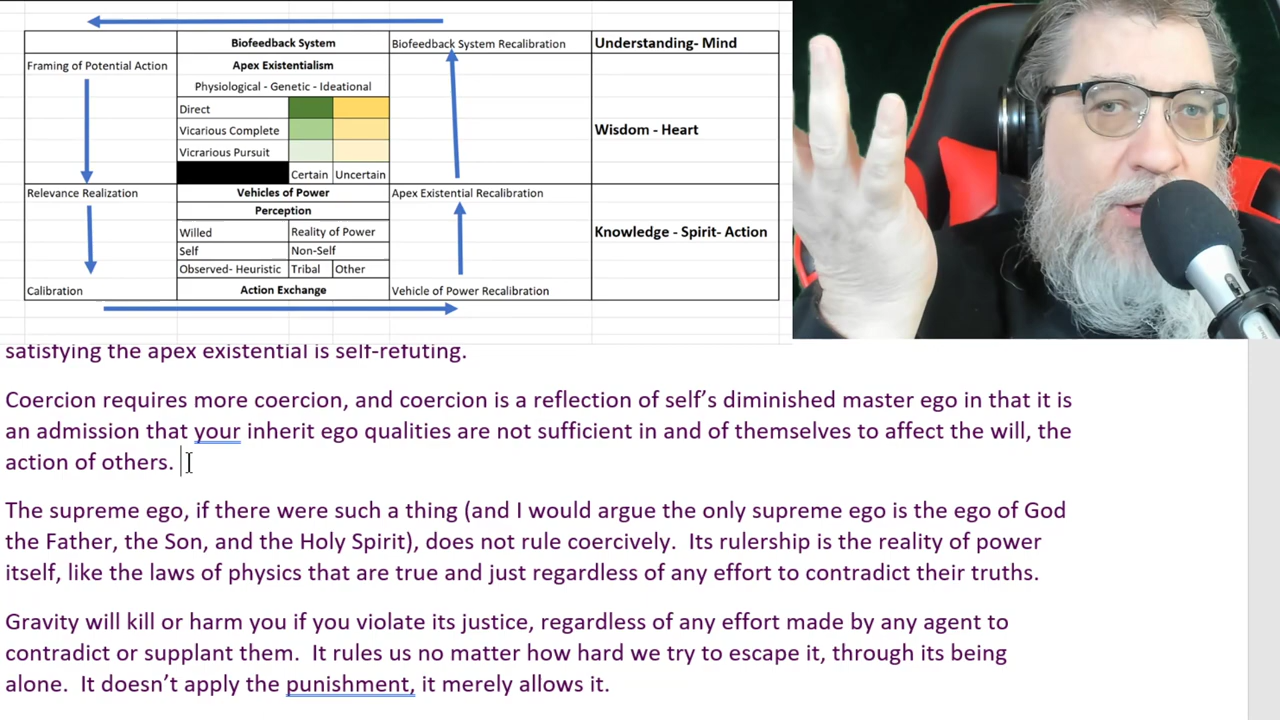 Biofeedback System
Biofeedback System Recalibration
Understanding- Mind
Framing of Potential Action
Apex Existentialism
Physiological - Genetic - Ideational
Direct
Vicarious Complete
Wisdom - Heart
Vicrarious Pursuit
Certain
Uncertain
Relevance Realization
Vehicles of Power
Apex Existential Recalibration
Perception
Willed
Reality of Power
Knowledge - Spirit- Action
Self
Non-Self
Observed- Heuristic
Tribal
Other
Calibration
Action Exchange
Vehicle of Power Recalibration
satisfying the apex existential is self-refuting.
Coercion requires more coercion, and coercion is a reflection of self’s diminished master ego in that it is
an admission that your inherit ego qualities are not sufficient in and of themselves to affect the will, the
action of others.
The supreme ego, if there were such a thing (and I would argue the only supreme ego is the ego of God
the Father, the Son, and the Holy Spirit), does not rule coercively.  Its rulership is the reality of power
itself, like the laws of physics that are true and just regardless of any effort to contradict their truths.
Gravity will kill or harm you if you violate its justice, regardless of any effort made by any agent to
contradict or supplant them.  It rules us no matter how hard we try to escape it, through its being
alone.  It doesn’t apply the punishment, it merely allows it.